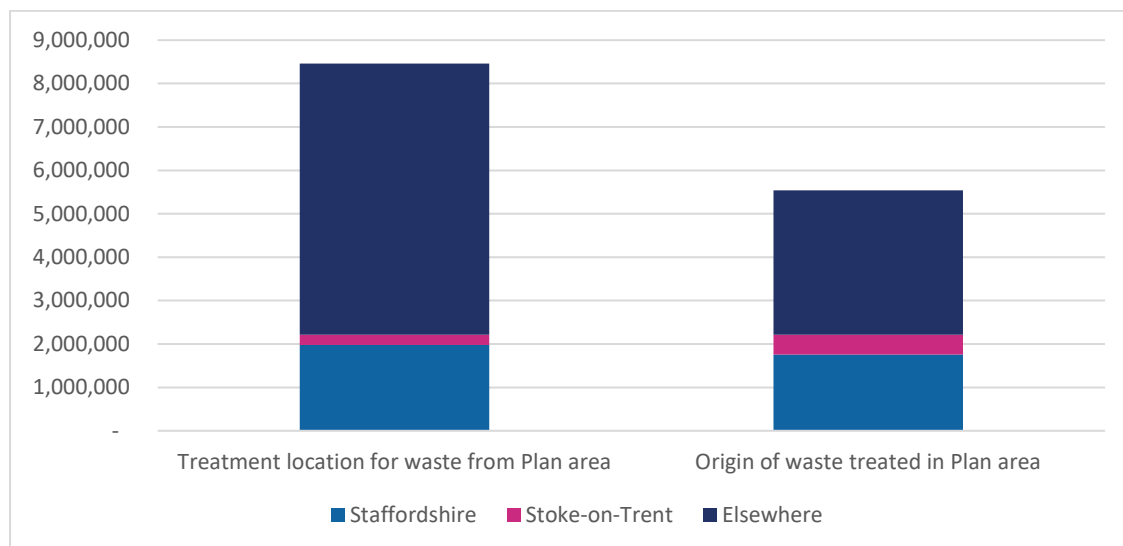 9,000,000
8,000,000
7,000,000
6,000,000
5,000,000
4,000,000
3,000,000
2,000,000
1,000,000
-
Treatment location for waste from Plan area
Origin of waste treated in Plan area
Staffordshire
Stoke-on-Trent
Elsewhere